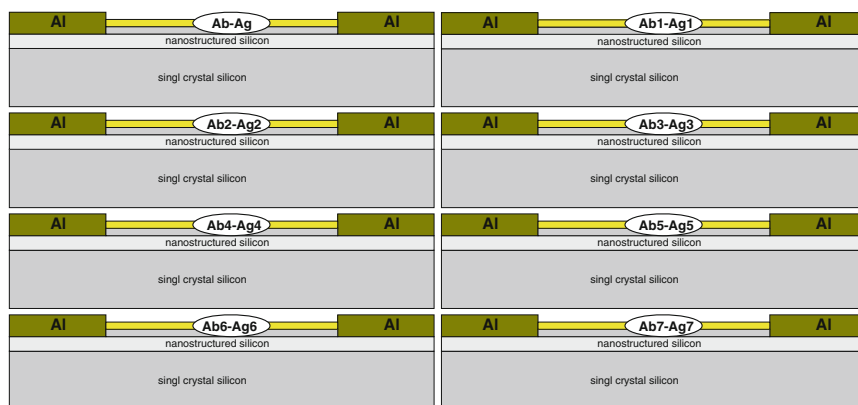 Al Ab-Ag Al Al Ab1-Ag1 Al
nanostructured silicon nanostructured silicon
singl crystal silicon singl crystal silicon
Al Ab2-Ag2 Al Al Ab3-Ag3 Al
nanostructured silicon nanostructured silicon
singl crystal silicon singl crystal silicon
Al Ab4-Ag4 Al Al Ab5-Ag5 Al
nanostructured silicon nanostructured silicon
singl crystal silicon singl crystal silicon
Al Ab6-Ag6 Al Al Ab7-Ag7 Al
nanostructured silicon nanostructured silicon
singl crystal silicon singl crystal silicon